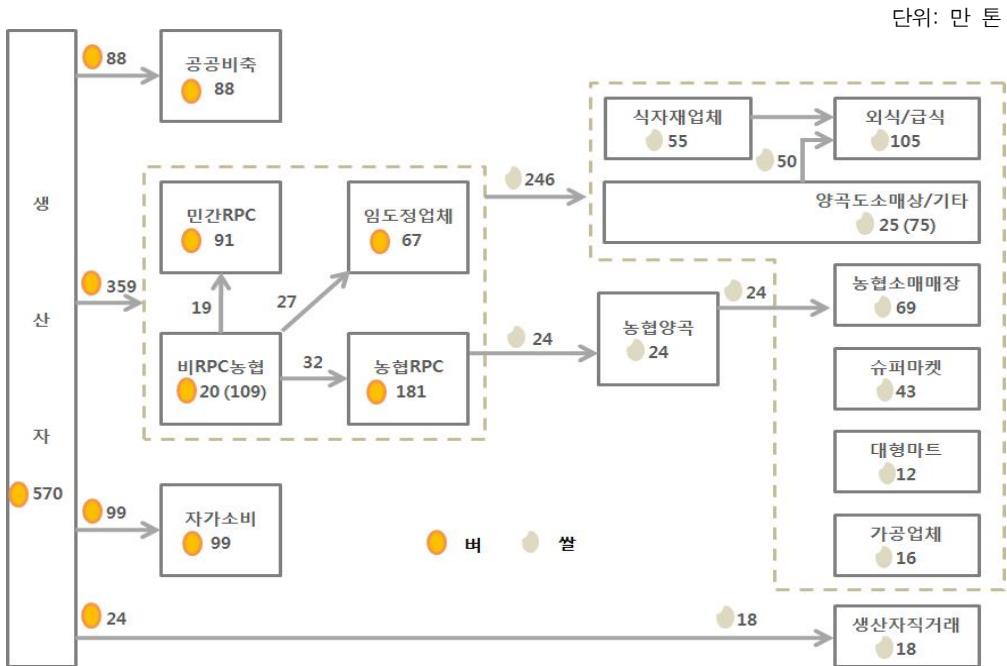 단위: 만 톤
생
산
자
570
88
공공비축
88
359
민간RPC
91
임도정업체
67
19
27
비RPC농협
20 (109)
32
농협RPC
181
246
식자재업체
55
외식/급식
105
50
양곡도소매상/기타
25 (75)
24
농협양곡
24
24
농협소매매장
69
슈퍼마켓
43
대형마트
12
가공업체
16
99
자가소비
99
벼
쌀
24
18
생산자직거래
18